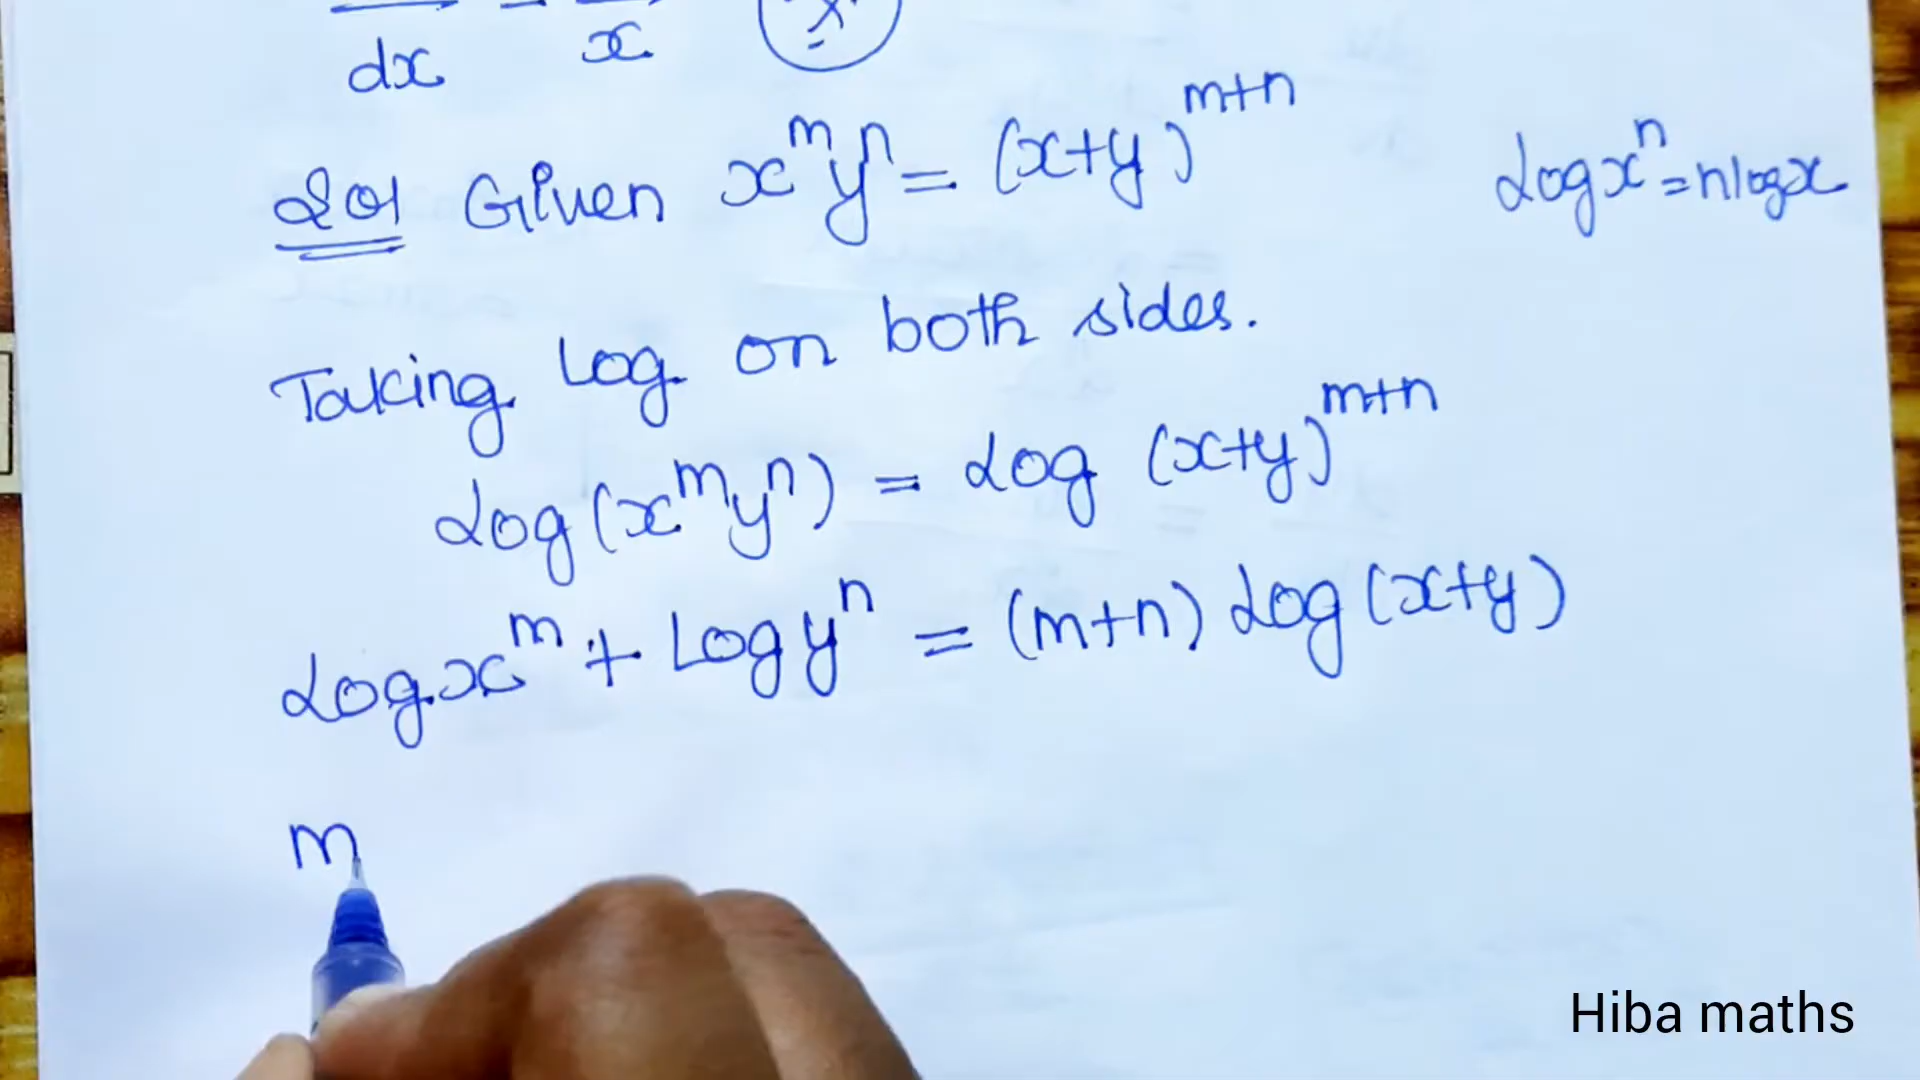 dx x x
Sol Given x^m y^n = (x+y)^{m+n}
Log x^n = n log x
Taking Log on both sides.
Log (x^m y^n) = Log (x+y)^{m+n}
Log x^m + Log y^n = (m+n) Log (x+y)
m
Hiba maths